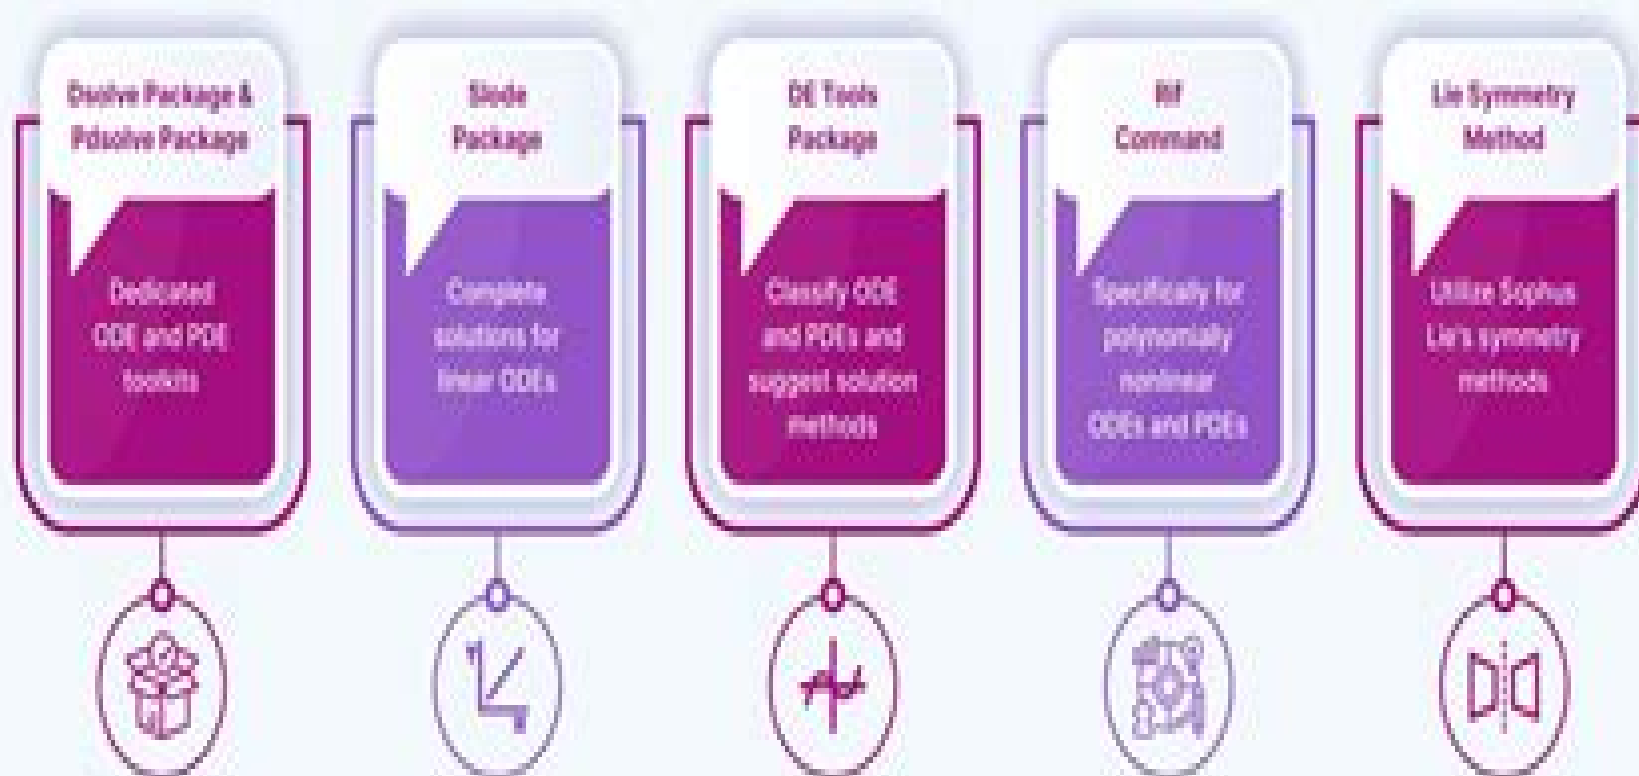 Dsolve Package &
Pdsolve Package
Dedicated
ODE and PDE
toolkits
Slode
Package
Complete
solutions for
linear ODEs
DE Tools
Package
Classify ODE
and PDEs and
suggest solution
methods
Rif
Command
Specifically for
polynomially
nonlinear
ODEs and PDEs
Lie Symmetry
Method
Utilize Sophus
Lie's symmetry
methods